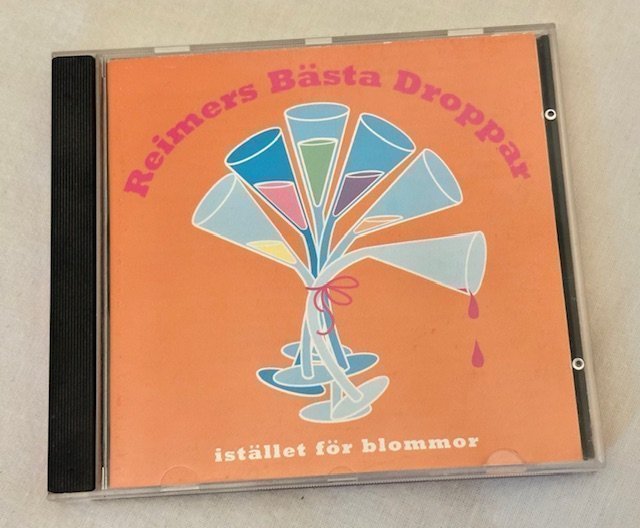 Reimers Bästa Droppar
istället för blommor